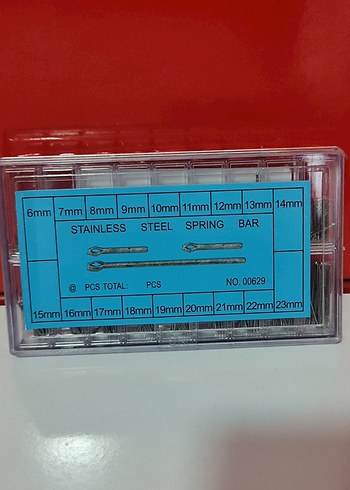 6mm 7mm 8mm 9mm 10mm 11mm 12mm 13mm 14mm
STAINLESS STEEL SPRING BAR
@ PCS TOTAL: PCS NO. 00629
15mm 16mm 17mm 18mm 19mm 20mm 21mm 22mm 23mm